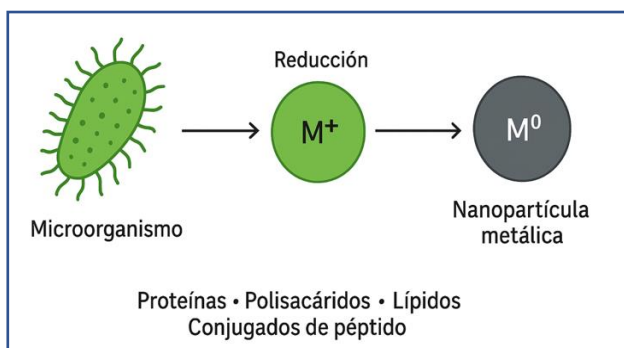 Reducción
M⁺
M⁰
Microorganismo
Nanopartícula
metálica
Proteínas • Polisacáridos • Lípidos
Conjugados de péptido